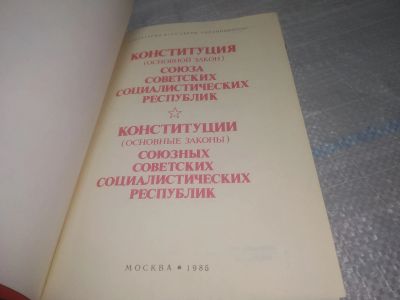 КОНСТИТУЦИЯ
(ОСНОВНОЙ ЗАКОН)
СОЮЗА
СОВЕТСКИХ
СОЦИАЛИСТИЧЕСКИХ
РЕСПУБЛИК
КОНСТИТУЦИИ
(ОСНОВНЫЕ ЗАКОНЫ)
СОЮЗНЫХ
СОВЕТСКИХ
СОЦИАЛИСТИЧЕСКИХ
РЕСПУБЛИК
МОСКВА • 1985